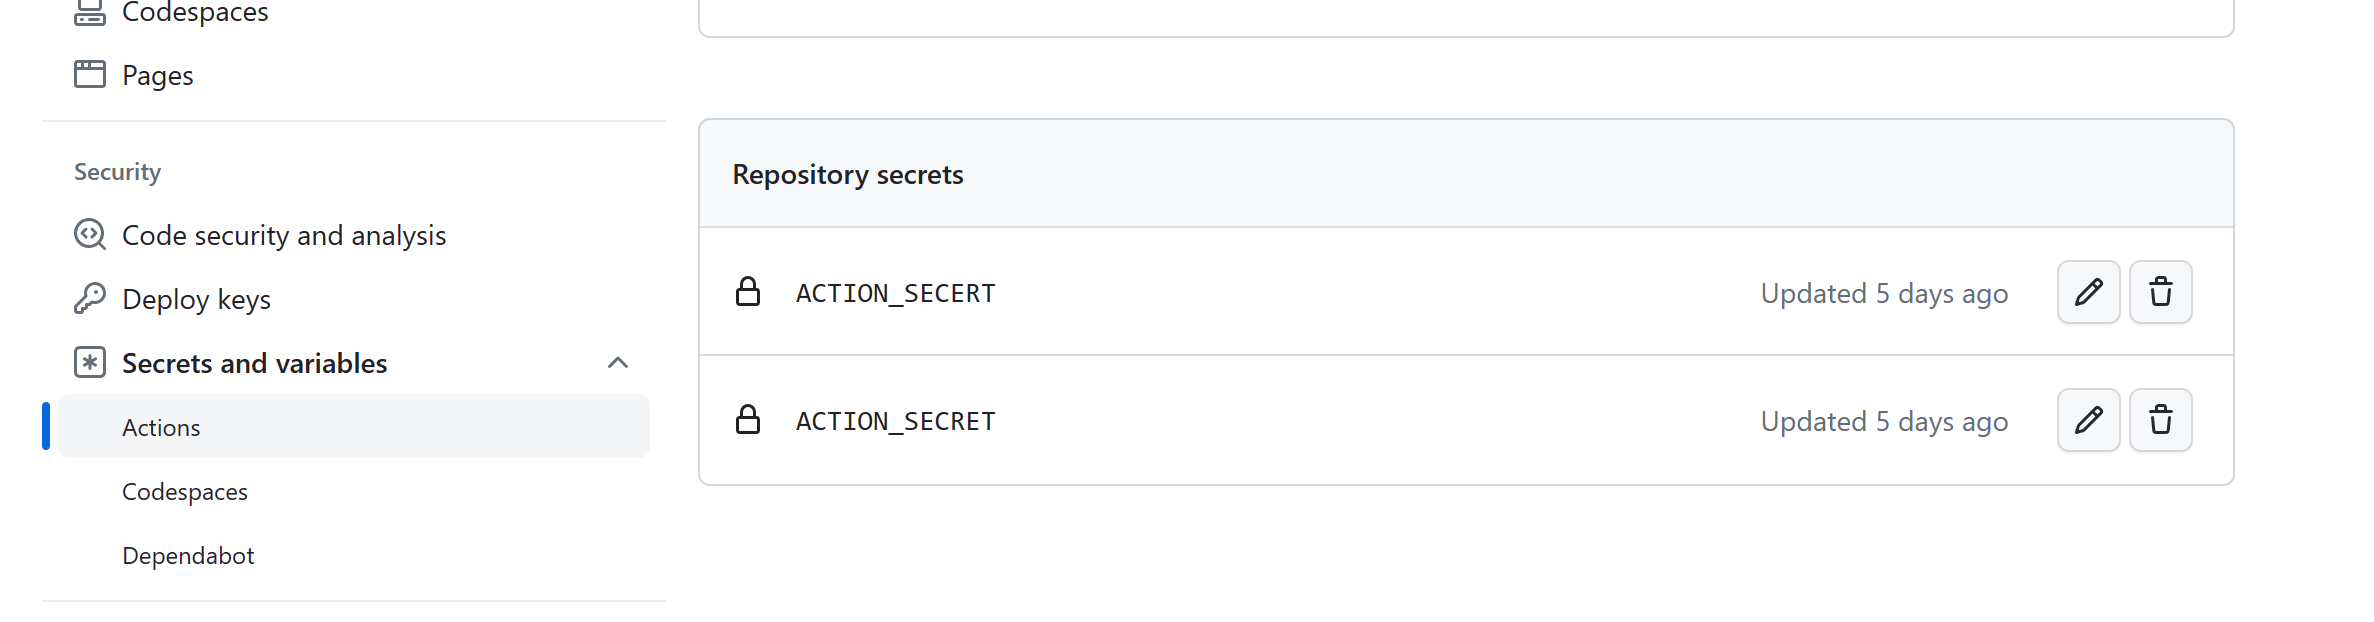 Codespaces
Pages
Security
Code security and analysis
Deploy keys
Secrets and variables
Actions
Codespaces
Dependabot
Repository secrets
ACTION_SECERT Updated 5 days ago
ACTION_SECRET Updated 5 days ago